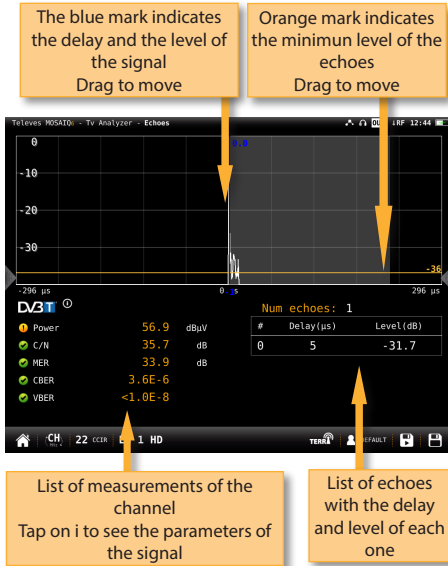 The blue mark indicates
the delay and the level of
the signal
Drag to move
Orange mark indicates
the minimun level of the
echoes
Drag to move
Televes MOSAIQ6 - Tv Analyzer - Echoes
↓RF 12:44
0
0.0
-10
-20
-30
-36
-296 µs
296 µs
DVB T
Power 56.9 dBµV
C/N 35.7 dB
MER 33.9 dB
CBER 3.6E-6
VBER <1.0E-8
Num echoes: 1
# Delay(µs) Level(dB)
0 5 -31.7
CH
22 CCIR
1 HD
TERR
DEFAULT
List of measurements of the
channel
Tap on i to see the parameters of
the signal
List of echoes
with the delay
and level of each
one